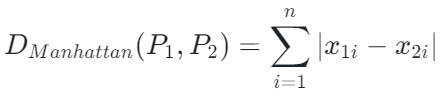 D_{Manhattan}(P_1, P_2) = \sum_{i=1}^{n} |x_{1i} - x_{2i}|